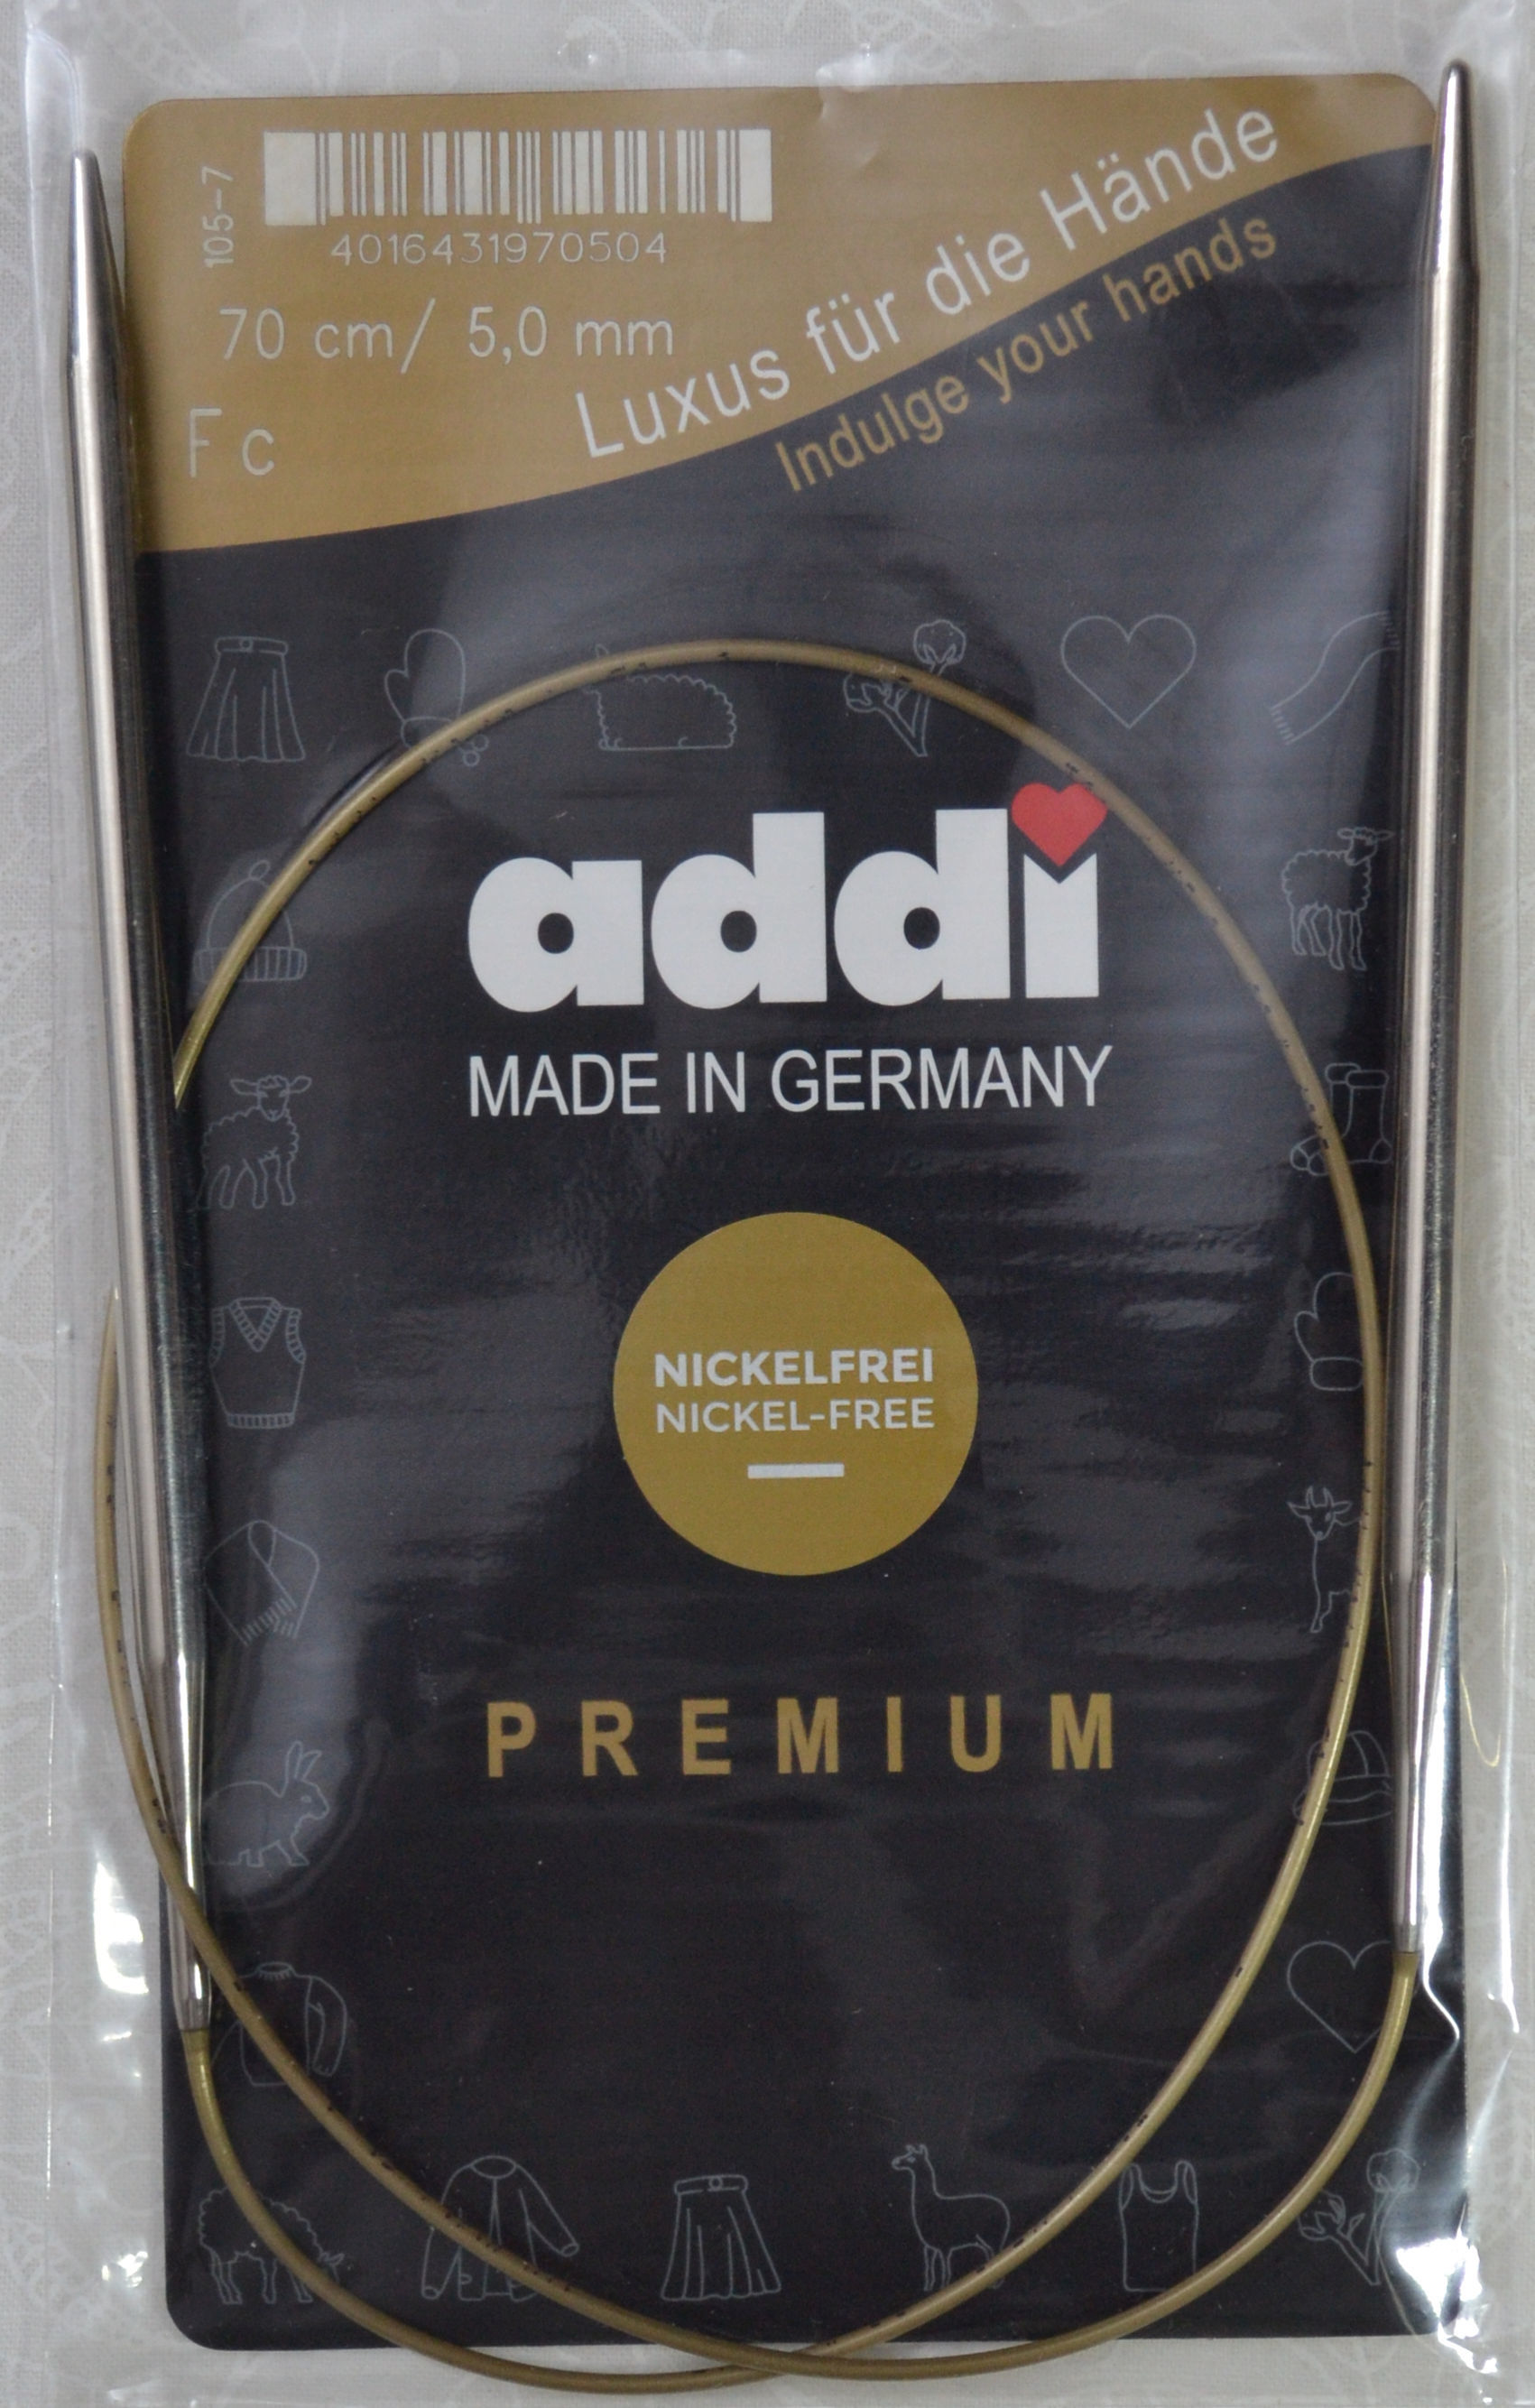 105-7
4016431970504
70 cm/ 5,0 mm
Fc
Luxus für die Hände
Indulge your hands
addi
MADE IN GERMANY
NICKELFREI
NICKEL-FREE
PREMIUM